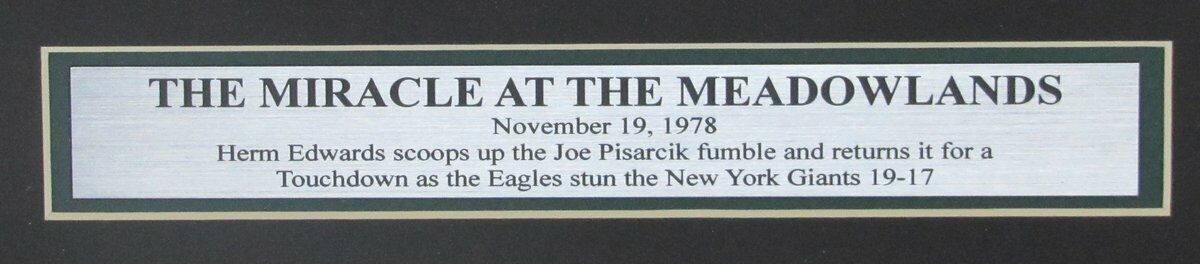 THE MIRACLE AT THE MEADOWLANDS
November 19, 1978
Herm Edwards scoops up the Joe Pisarcik fumble and returns it for a
Touchdown as the Eagles stun the New York Giants 19-17